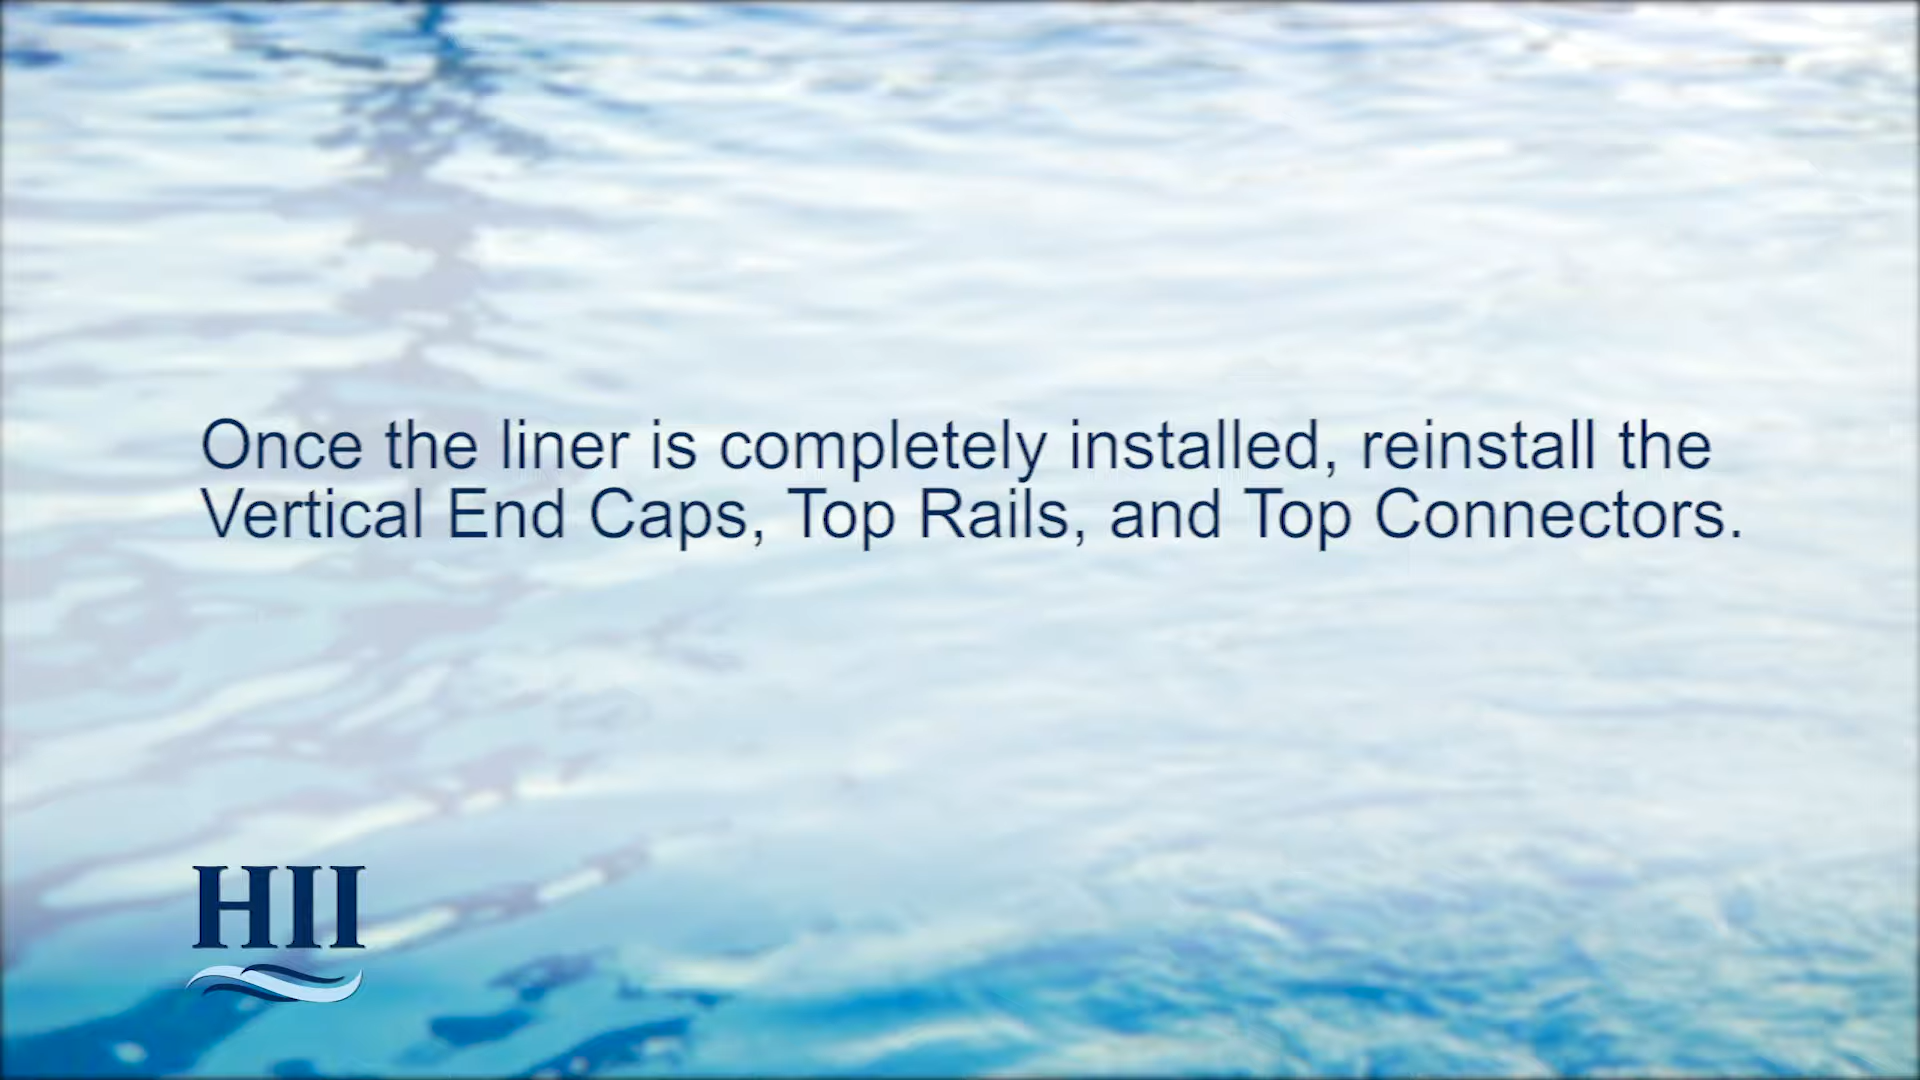 Once the liner is completely installed, reinstall the
Vertical End Caps, Top Rails, and Top Connectors.
HII